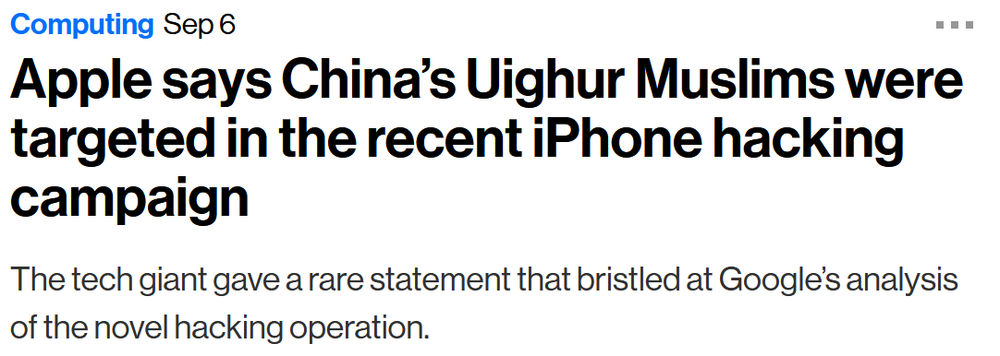 Computing Sep 6
Apple says China’s Uighur Muslims were
targeted in the recent iPhone hacking
campaign
The tech giant gave a rare statement that bristled at Google’s analysis
of the novel hacking operation.